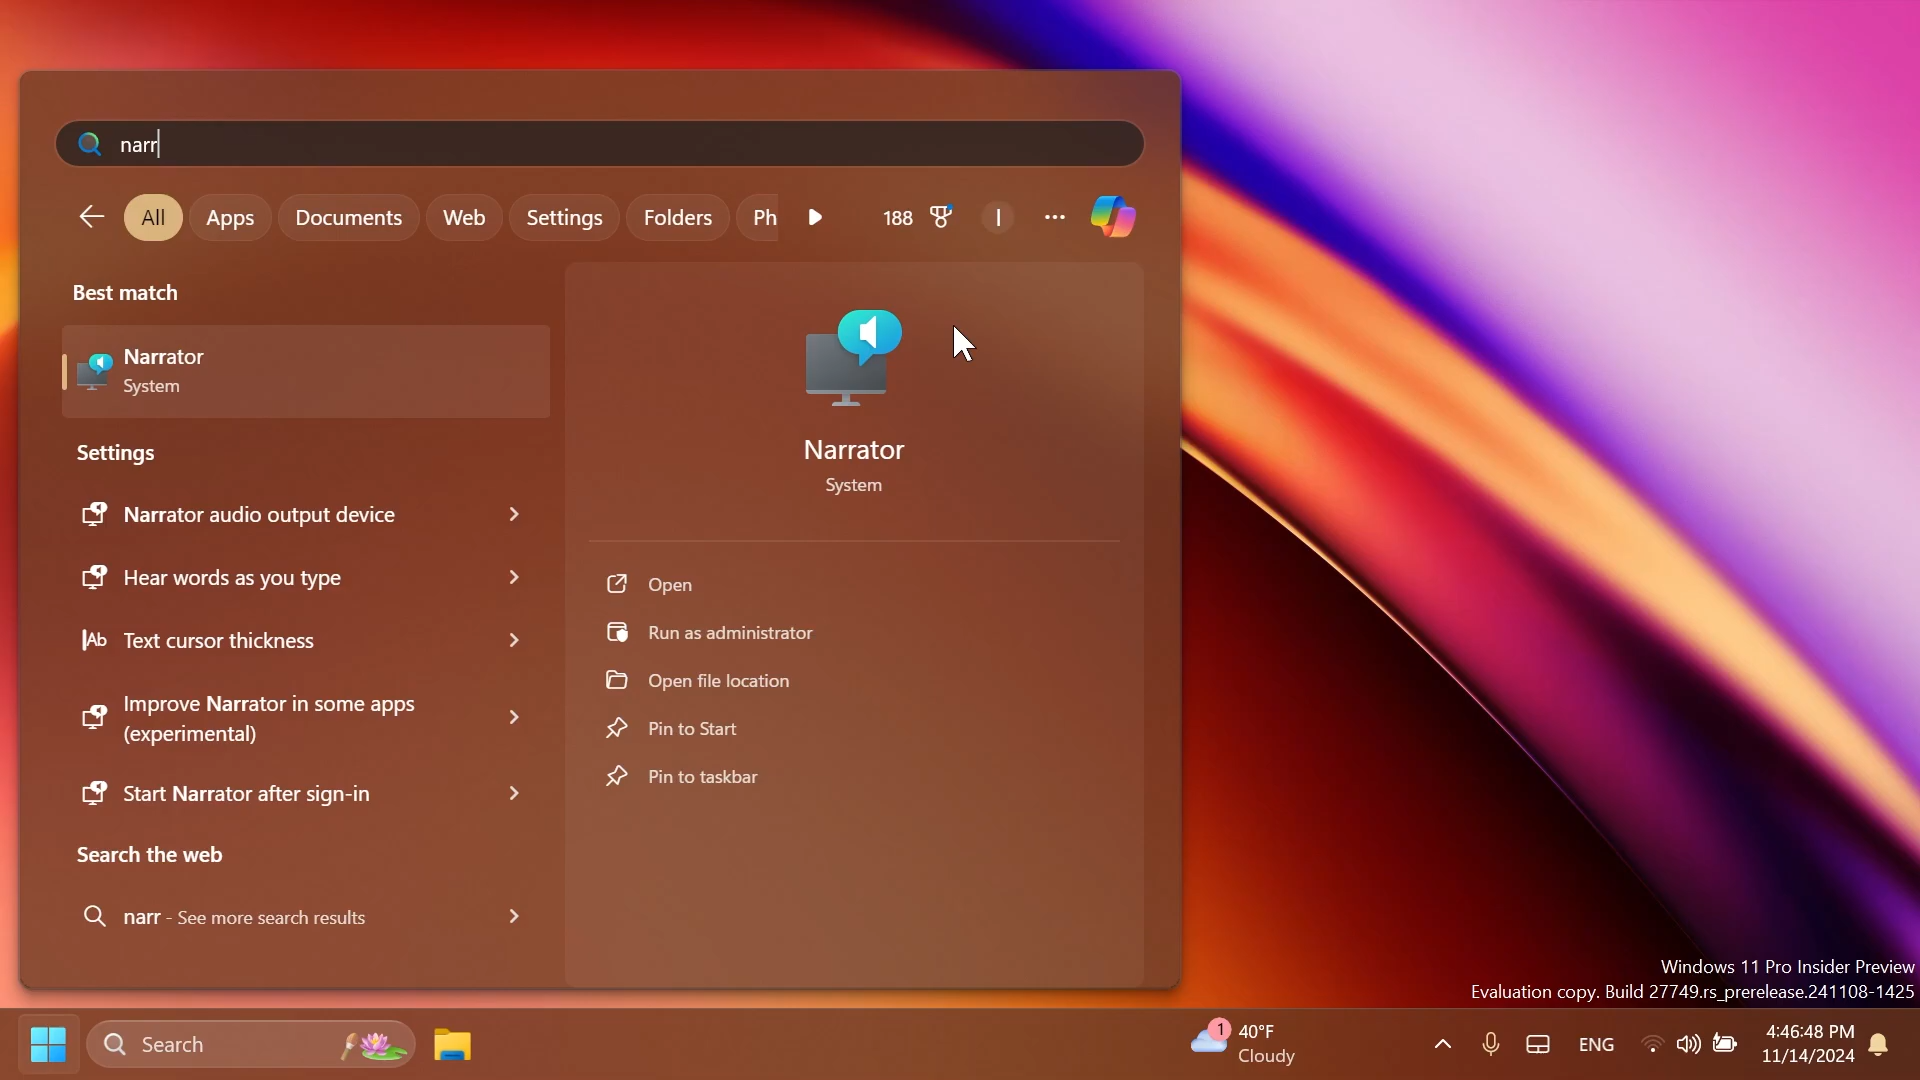 narr
All Apps Documents Web Settings Folders Ph 188
Best match
Narrator
System
Settings
Narrator audio output device
Hear words as you type
Ab Text cursor thickness
Improve Narrator in some apps
(experimental)
Start Narrator after sign-in
Search the web
narr - See more search results
Narrator
System
Open
Run as administrator
Open file location
Pin to Start
Pin to taskbar
Windows 11 Pro Insider Preview
Evaluation copy. Build 27749.rs_prerelease.241108-1425
Search
1
40°F
Cloudy
ENG
4:46:48 PM
11/14/2024